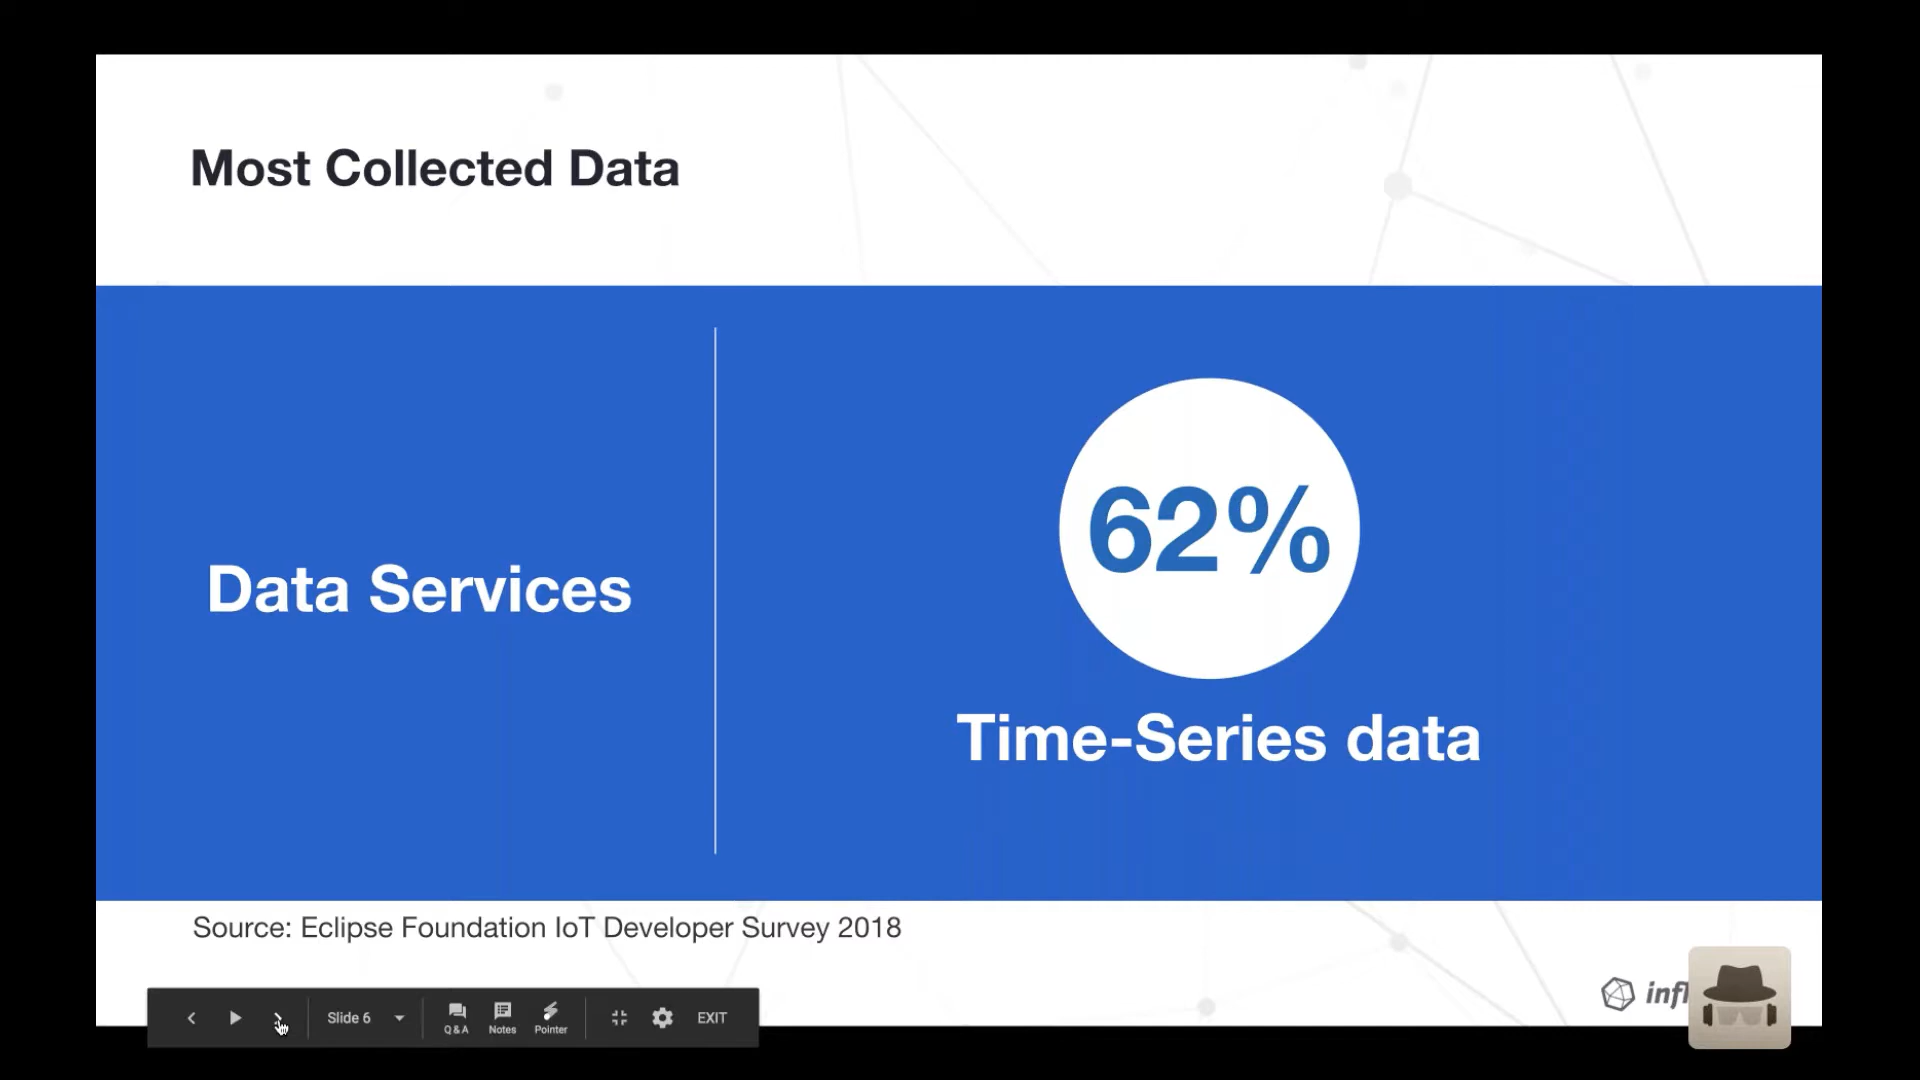 Most Collected Data
Data Services
62%
Time-Series data
Source: Eclipse Foundation IoT Developer Survey 2018
Slide 6
Q & A
Notes
Pointer
EXIT